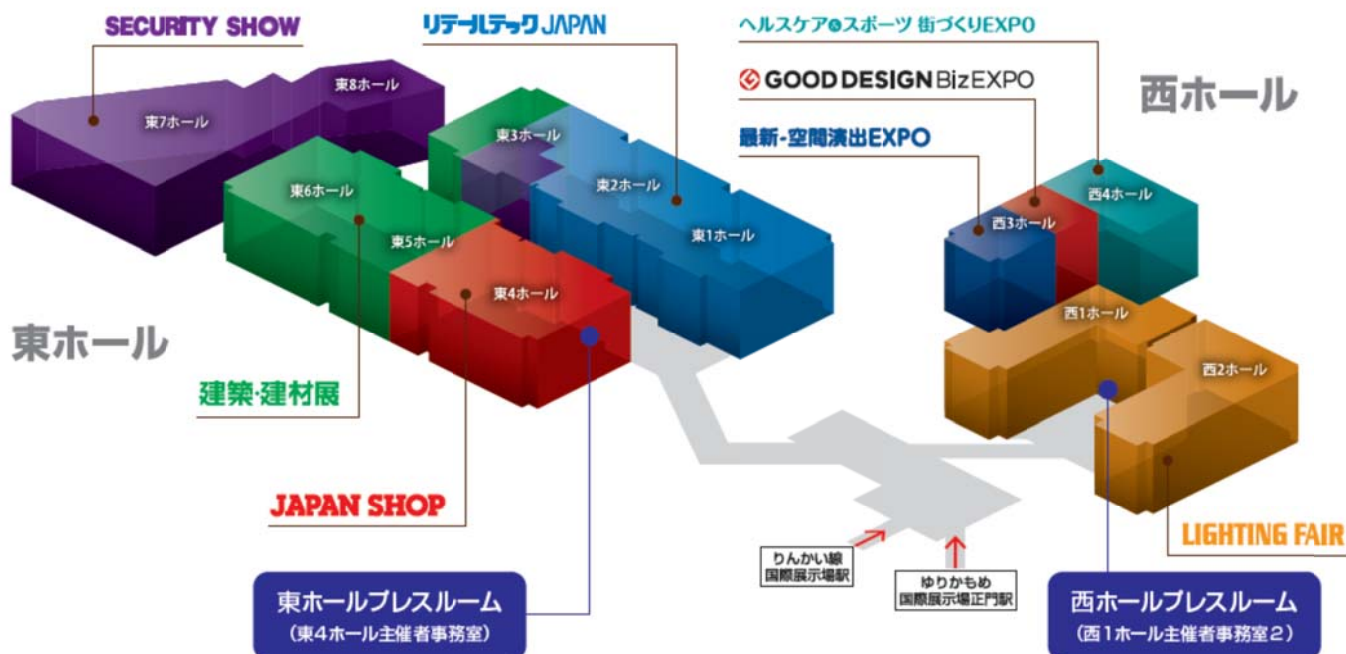 SECURITY SHOW
リテールテックJAPAN
ヘルスケア&スポーツ 街づくりEXPO
GOOD DESIGN BizEXPO
最新-空間演出EXPO
西ホール
東8ホール
東7ホール
東3ホール
東6ホール
東2ホール
東5ホール
東1ホール
東4ホール
西4ホール
西3ホール
西1ホール
西2ホール
東ホール
建築・建材展
JAPAN SHOP
LIGHTING FAIR
りんかい線
国際展示場駅
ゆりかもめ
国際展示場正門駅
東ホールプレスルーム
(東4ホール主催者事務室)
西ホールプレスルーム
(西1ホール主催者事務室2)